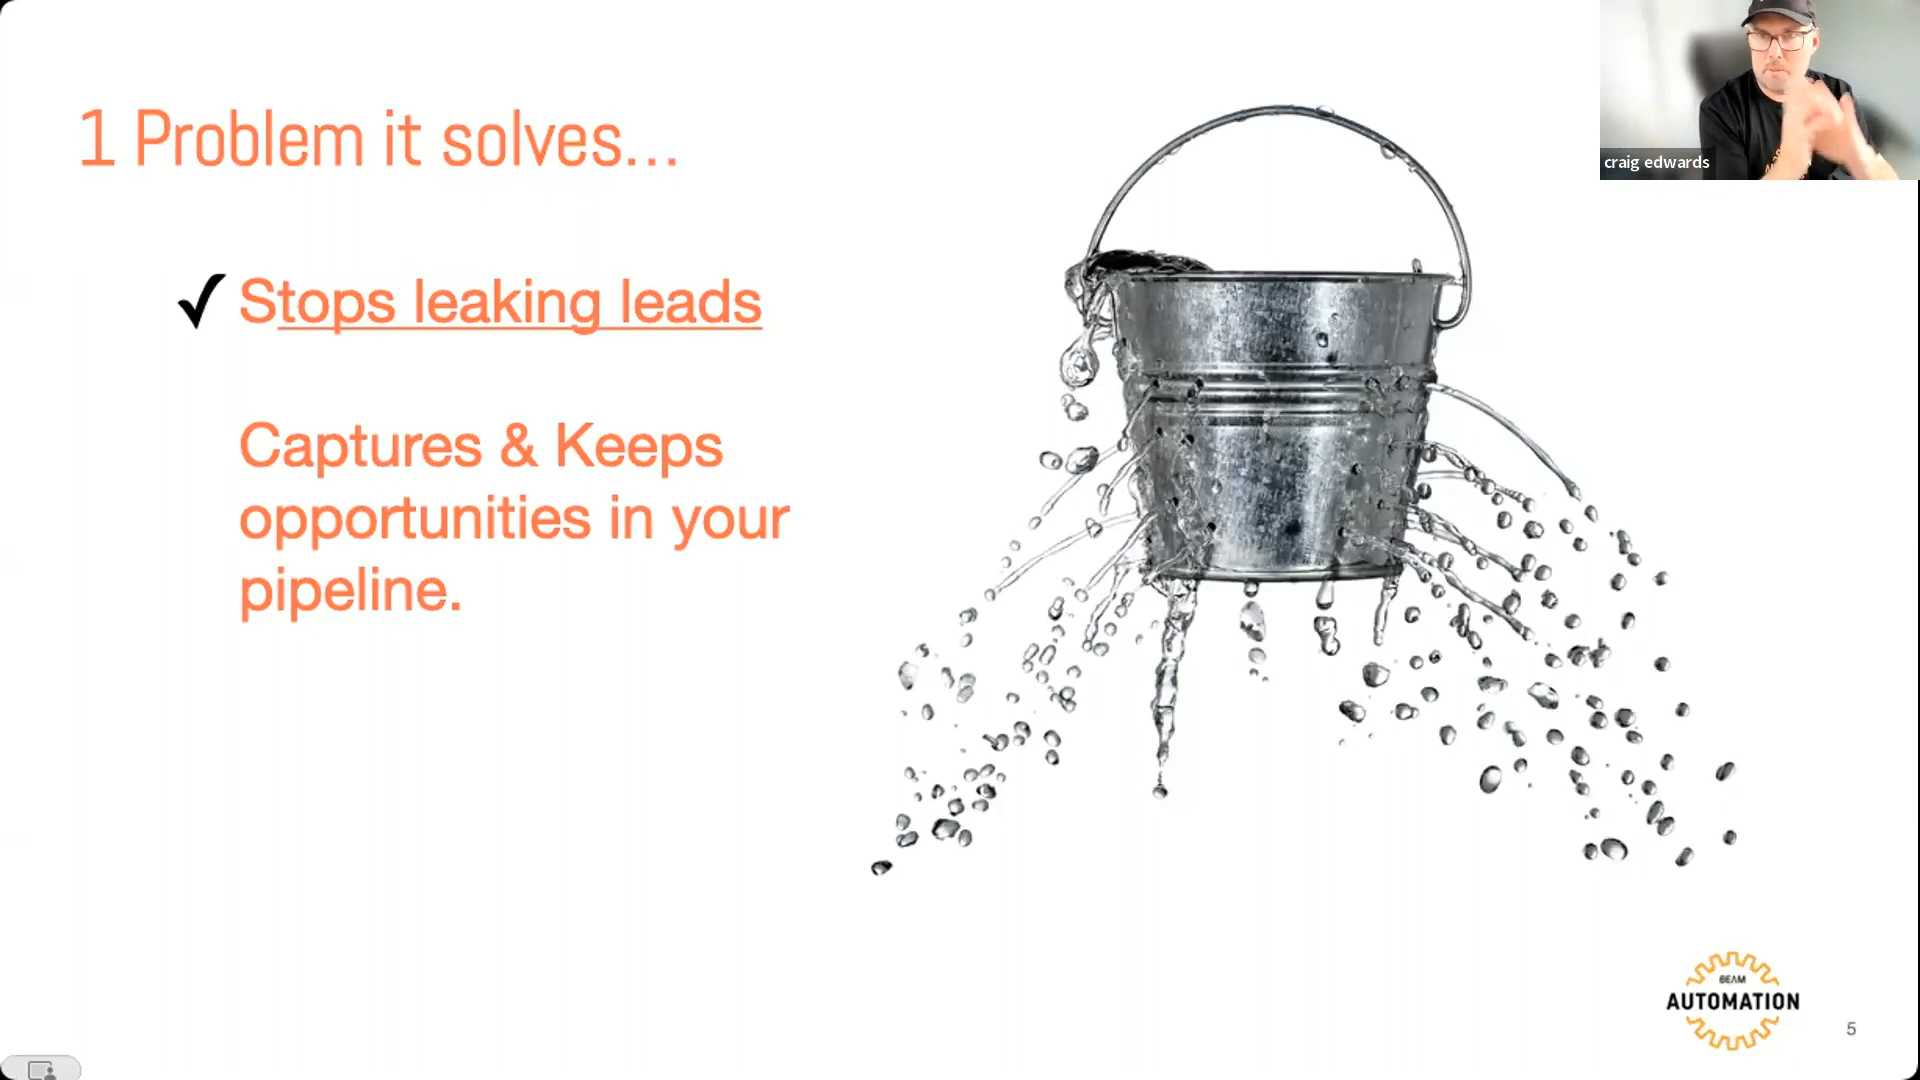 1 Problem it solves...
craig edwards
✓ Stops leaking leads
Captures & Keeps
opportunities in your
pipeline.
BEAM
AUTOMATION
5